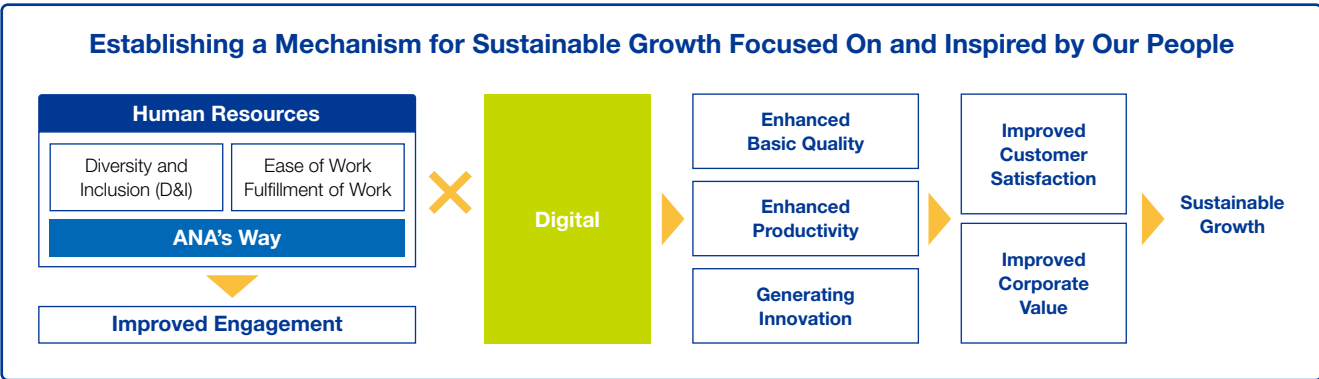 Establishing a Mechanism for Sustainable Growth Focused On and Inspired by Our People
Human Resources
Diversity and
Inclusion (D&I)
Ease of Work
Fulfillment of Work
ANA's Way
Improved Engagement
Digital
Enhanced
Basic Quality
Enhanced
Productivity
Generating
Innovation
Improved
Customer
Satisfaction
Improved
Corporate
Value
Sustainable
Growth